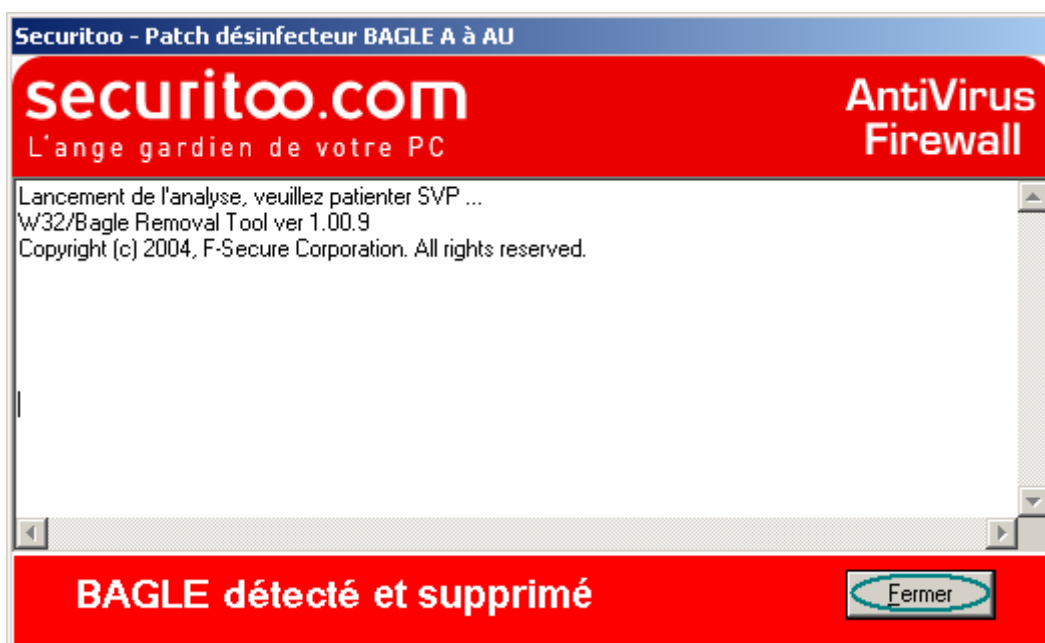 Securitoo - Patch désinfecteur BAGLE A à AU
securitoo.com
L'ange gardien de votre PC
AntiVirus
Firewall
Lancement de l'analyse, veuillez patienter SVP ...
W32/Bagle Removal Tool ver 1.00.9
Copyright (c) 2004, F-Secure Corporation. All rights reserved.
BAGLE détecté et supprimé
Fermer